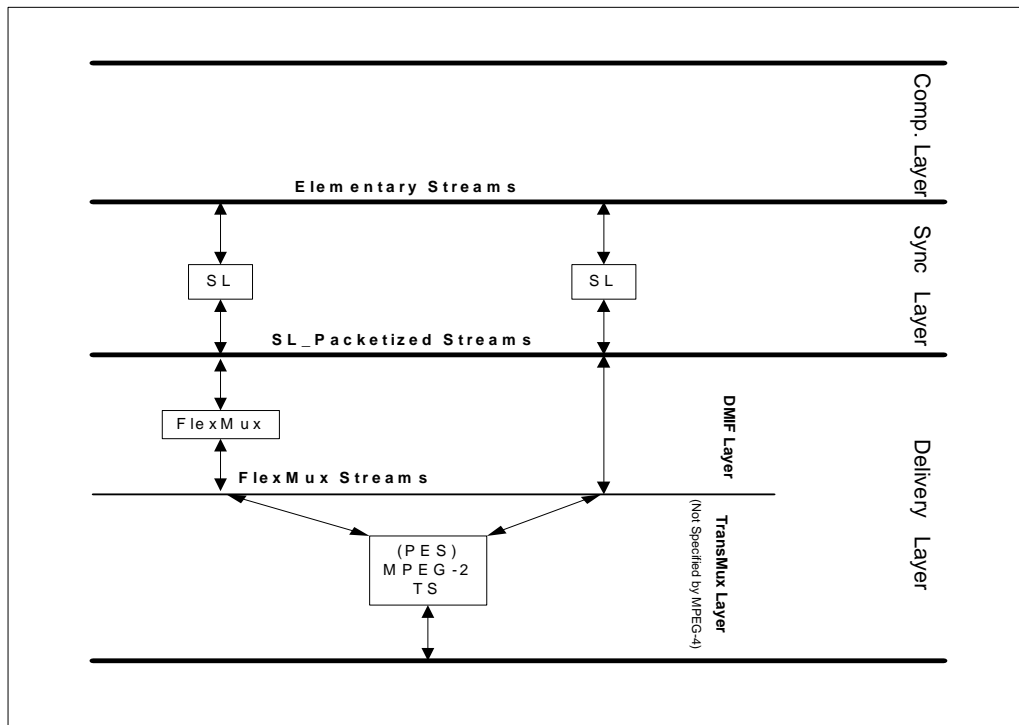 Comp. Layer
Elementary Streams
Sync Layer
SL
SL
SL_Packetized Streams
FlexMux
DMIF Layer
Delivery Layer
FlexMux Streams
TransMux Layer
(Not Specified by MPEG-4)
(PES)
MPEG-2
TS